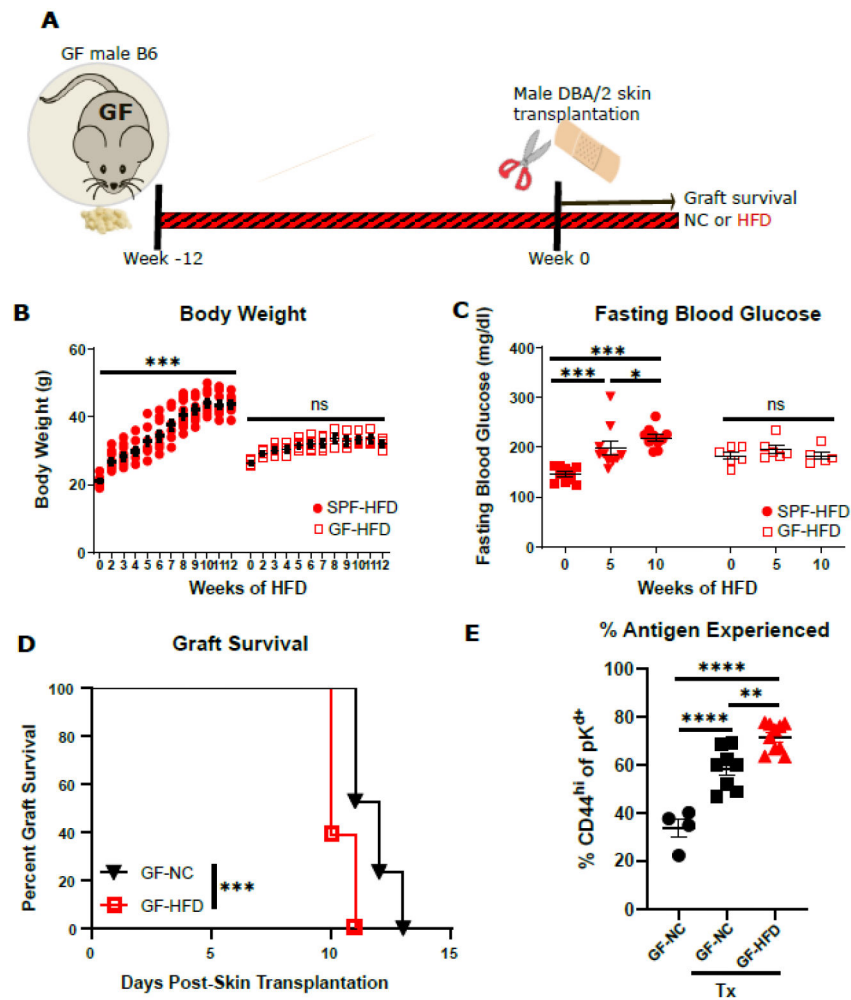 A
GF male B6
GF
Male DBA/2 skin
transplantation
Graft survival
NC or HFD
Week -12
Week 0
B
Body Weight
Body Weight (g)
60
40
20
0
***
ns
SPF-HFD
GF-HFD
0 2 3 4 5 6 7 8 9 10 11 12 0 2 3 4 5 6 7 8 9 10 11 12
Weeks of HFD
C
Fasting Blood Glucose
Fasting Blood Glucose (mg/dl)
400
300
200
100
0
***
*** *
ns
SPF-HFD
GF-HFD
0 5 10 0 5 10
Weeks of HFD
D
Graft Survival
Percent Graft Survival
100
80
60
40
20
0
GF-NC
GF-HFD
***
0 5 10 15
Days Post-Skin Transplantation
E
% Antigen Experienced
% CD44hi of pKd+
100
80
60
40
20
0
****
**
****
GF-NC GF-NC GF-HFD
Tx